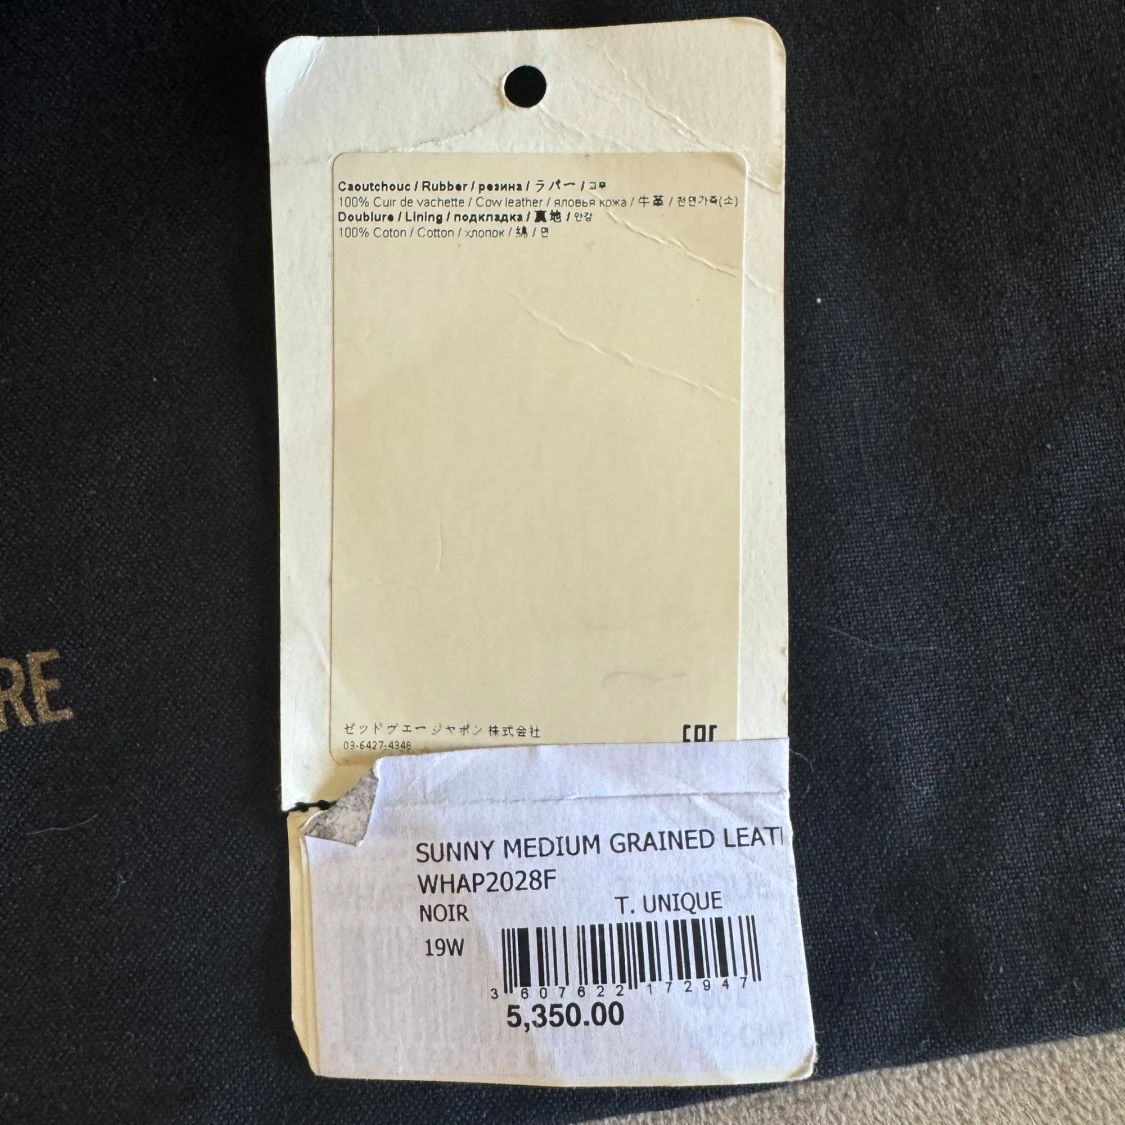 Caoutchouc / Rubber / резина / ラバー / 고무
100% Cuir de vachette / Cow leather / яловья кожа / 牛革 / 천연가죽(소)
Doublure / Lining / подкладка / 裏地 / 안감
100% Coton / Cotton / хлопок / 綿 / 면
RE
ゼッドヴェージャポン株式会社
03-6427-4348
EAC
SUNNY MEDIUM GRAINED LEATH
WHAP2028F
NOIR T. UNIQUE
19W
3 607622 172947
5,350.00